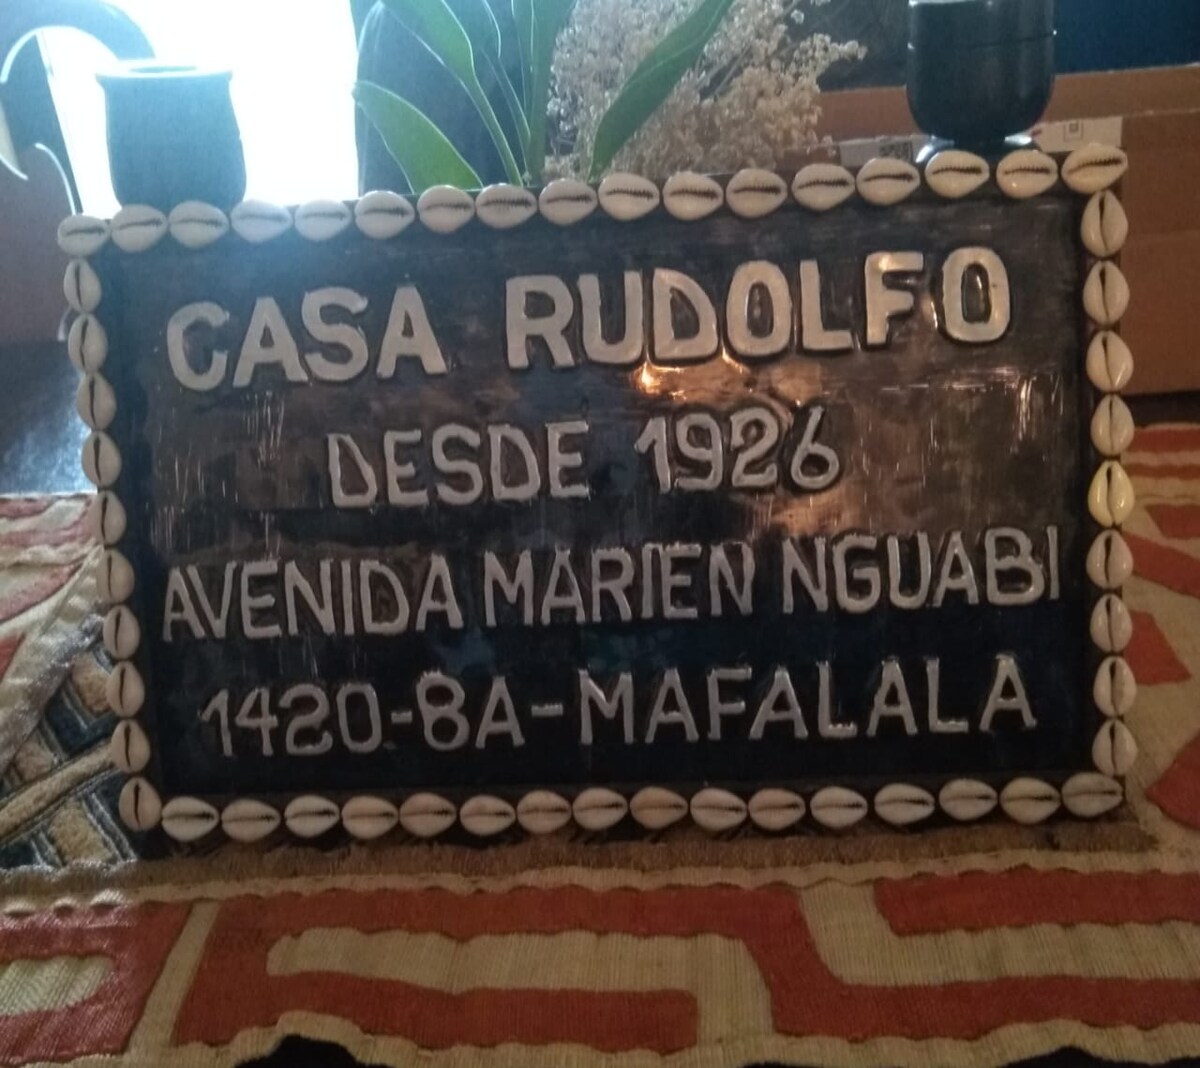 CASA RUDOLFO
DESDE 1926
AVENIDA MARIEN NGUABI
1420-8A-MAFALALA